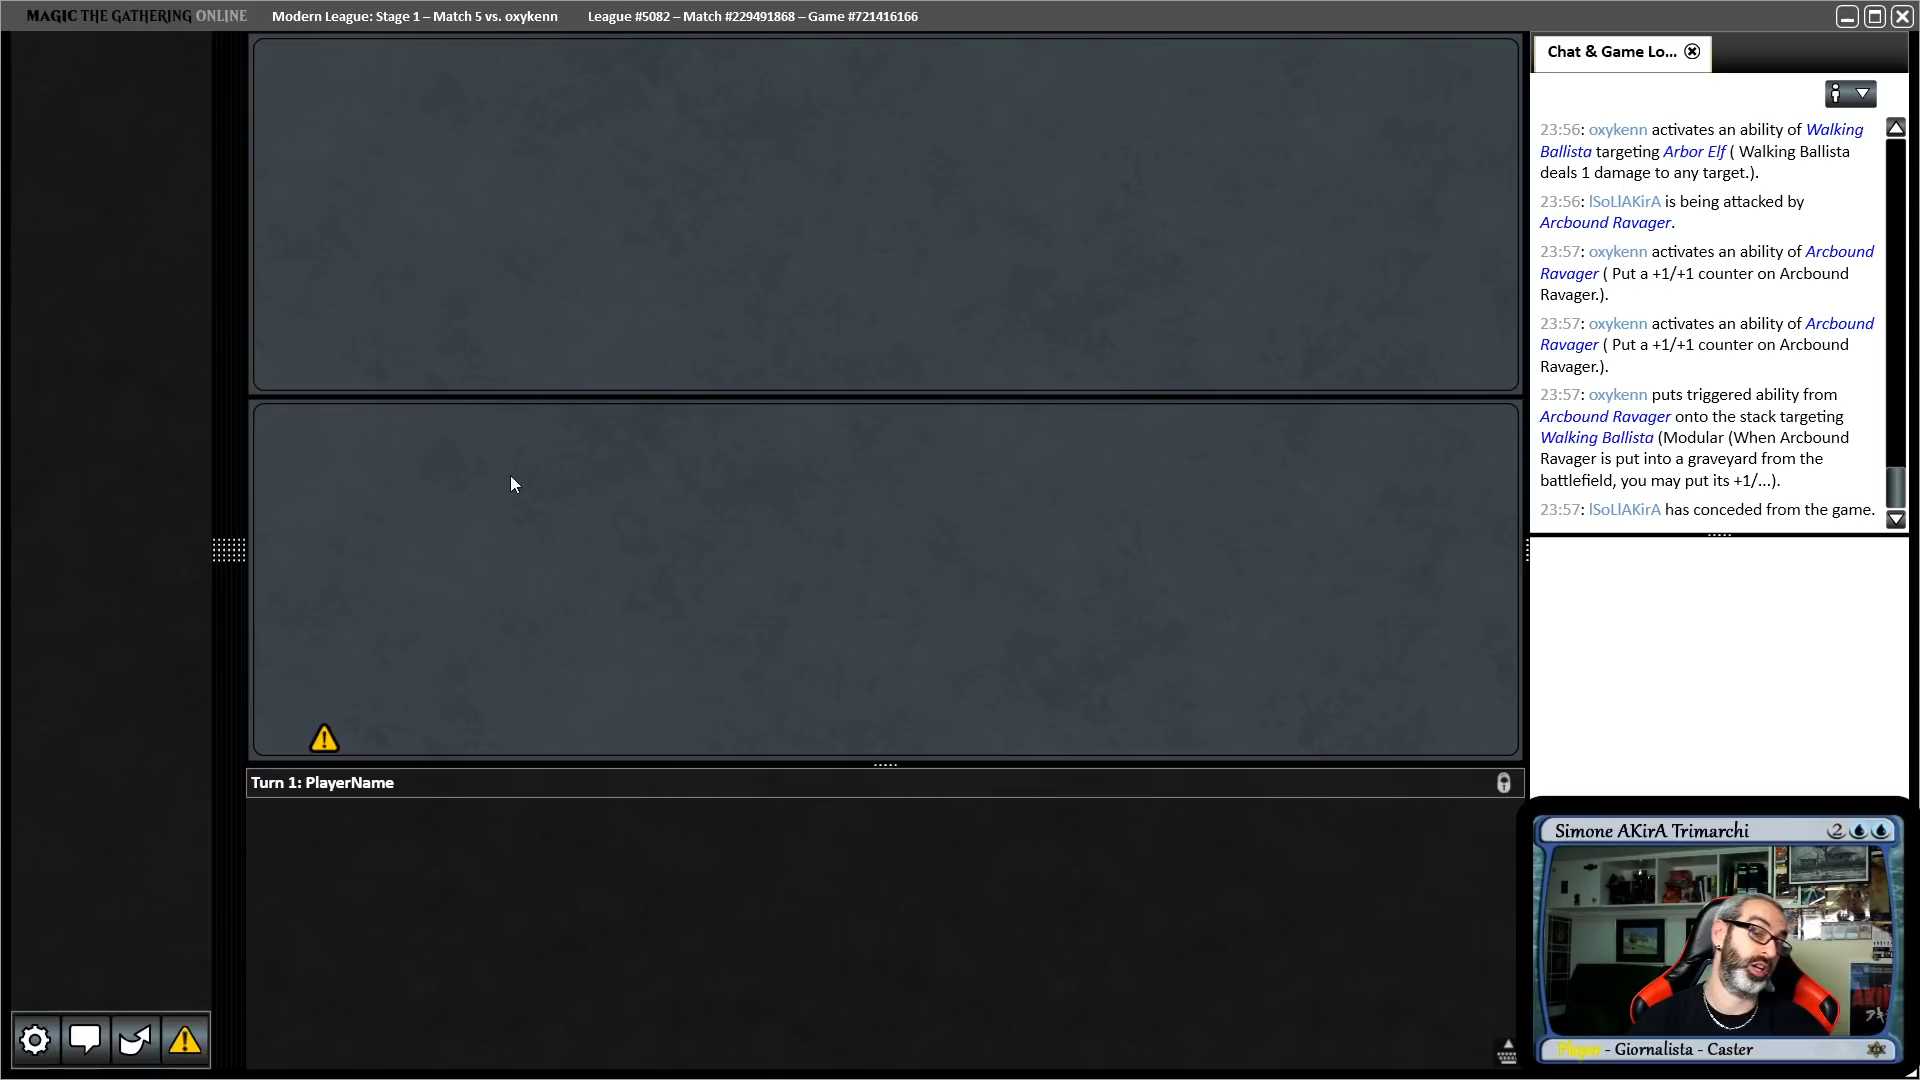 MAGIC THE GATHERING ONLINE
Modern League: Stage 1 – Match 5 vs. oxykenn
League #5082 – Match #229491868 – Game #721416166
Chat & Game Lo...
23:56: oxykenn activates an ability of Walking
Ballista targeting Arbor Elf ( Walking Ballista
deals 1 damage to any target.).
23:56: lSoLlAKirA is being attacked by
Arcbound Ravager.
23:57: oxykenn activates an ability of Arcbound
Ravager ( Put a +1/+1 counter on Arcbound
Ravager.).
23:57: oxykenn activates an ability of Arcbound
Ravager ( Put a +1/+1 counter on Arcbound
Ravager.).
23:57: oxykenn puts triggered ability from
Arcbound Ravager onto the stack targeting
Walking Ballista (Modular (When Arcbound
Ravager is put into a graveyard from the
battlefield, you may put its +1/...).
23:57: lSoLlAKirA has conceded from the game.
Turn 1: PlayerName
Simone AKirA Trimarchi
2
Player - Giornalista - Caster